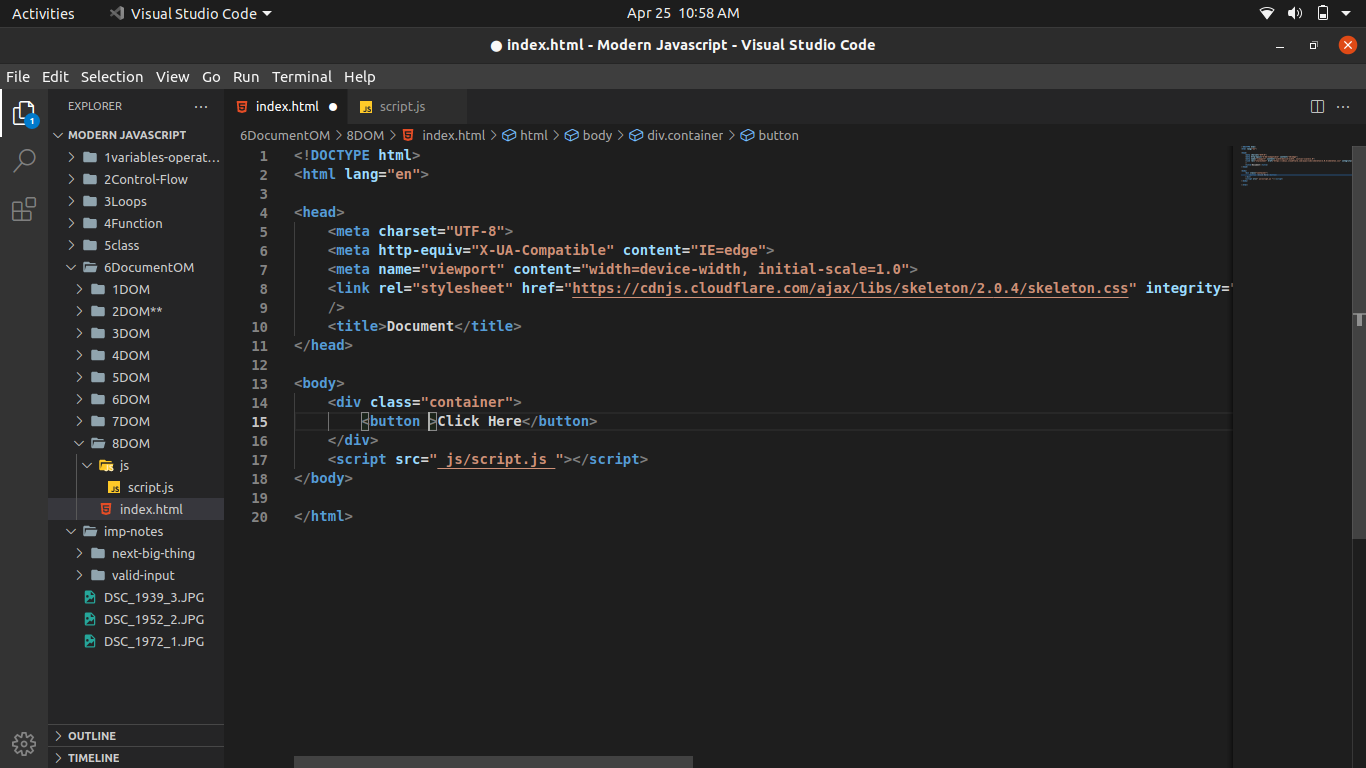 Activities Visual Studio Code Apr 25 10:58 AM
index.html - Modern Javascript - Visual Studio Code
File Edit Selection View Go Run Terminal Help
1
EXPLORER
MODERN JAVASCRIPT
1variables-operat...
2Control-Flow
3Loops
4Function
5class
6DocumentOM
1DOM
2DOM**
3DOM
4DOM
5DOM
6DOM
7DOM
8DOM
js
JS script.js
index.html
imp-notes
next-big-thing
valid-input
DSC_1939_3.JPG
DSC_1952_2.JPG
DSC_1972_1.JPG
OUTLINE
TIMELINE
index.html JS script.js
6DocumentOM > 8DOM > index.html > html > body > div.container > button
1 <!DOCTYPE html>
2 <html lang="en">
3
4 <head>
5 <meta charset="UTF-8">
6 <meta http-equiv="X-UA-Compatible" content="IE=edge">
7 <meta name="viewport" content="width=device-width, initial-scale=1.0">
8 <link rel="stylesheet" href="https://cdnjs.cloudflare.com/ajax/libs/skeleton/2.0.4/skeleton.css" integrity="
9 />
10 <title>Document</title>
11 </head>
12
13 <body>
14 <div class="container">
15 <button >Click Here</button>
16 </div>
17 <script src=" js/script.js "></script>
18 </body>
19
20 </html>